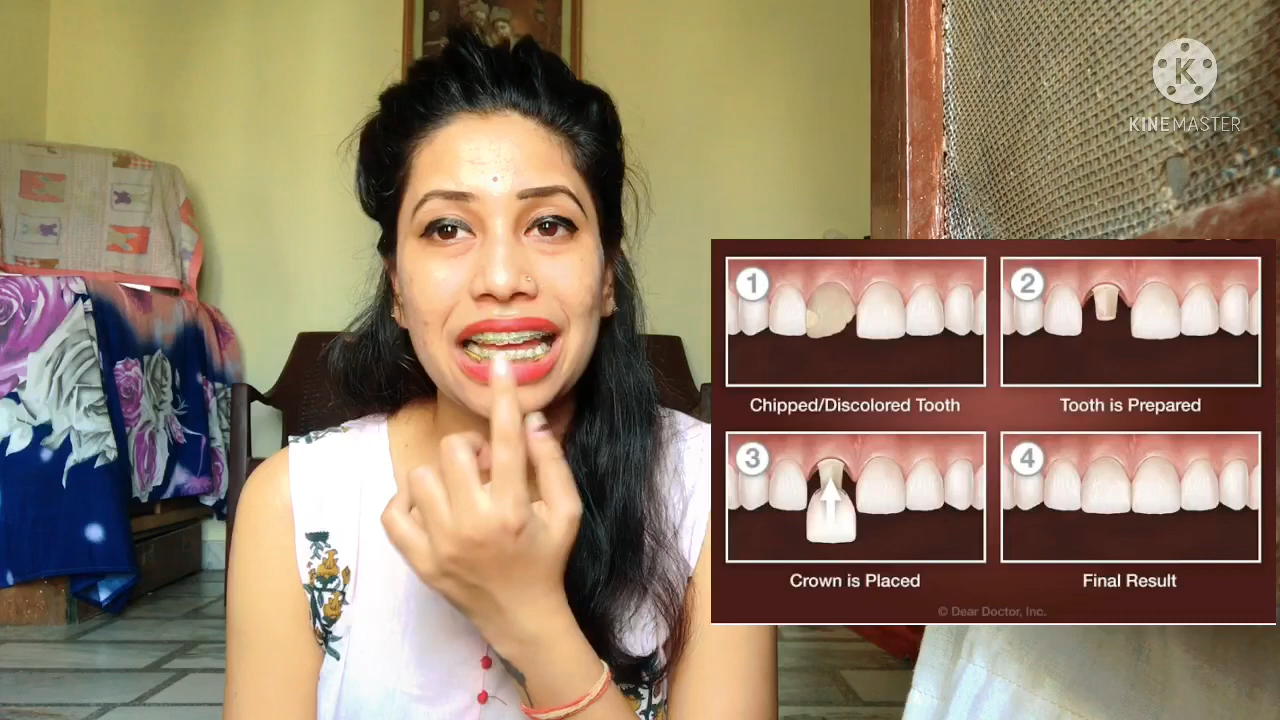 KINEMASTER
1
2
Chipped/Discolored Tooth
Tooth is Prepared
3
4
Crown is Placed
Final Result
© Dear Doctor, Inc.